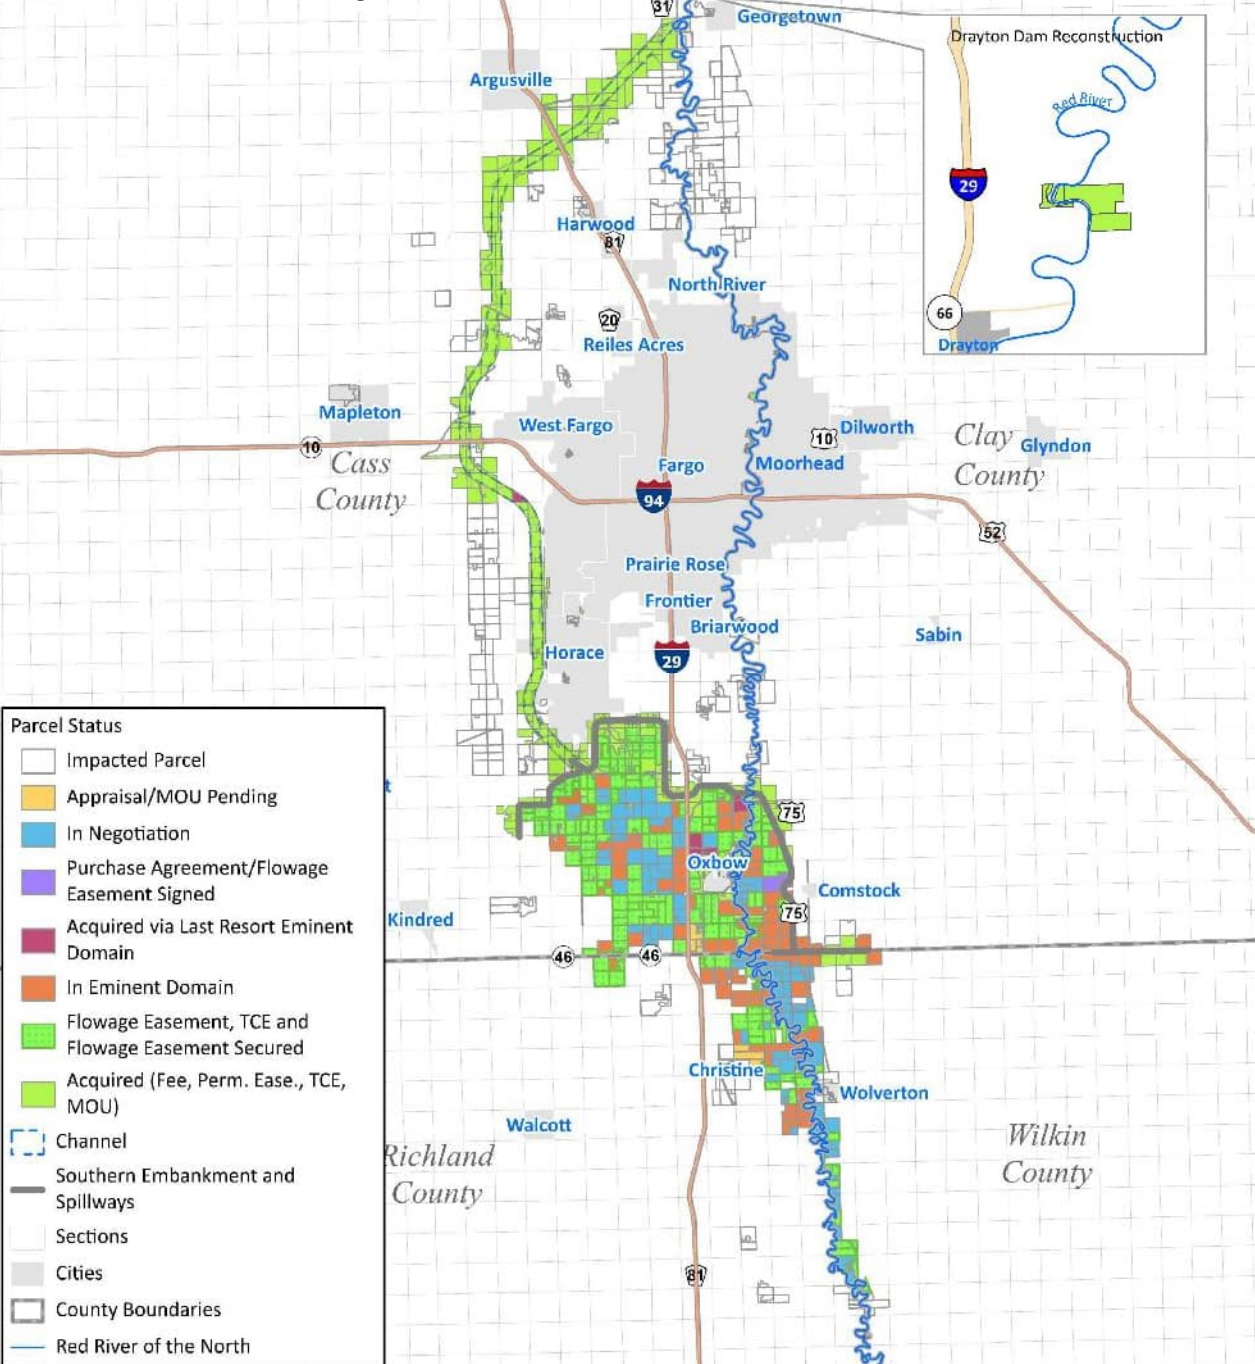 31
Georgetown
Drayton Dam Reconstruction
Argusville
Red River
29
Harwood
81
North River
20
Reiles Acres
66
Drayton
Mapleton
West Fargo
10
Dilworth
Clay
County
Glyndon
10
Cass
County
Fargo
Moorhead
94
52
Prairie Rose
Frontier
Briarwood
Sabin
Horace
29
Parcel Status
Impacted Parcel
Appraisal/MOU Pending
In Negotiation
Purchase Agreement/Flowage
Easement Signed
Acquired via Last Resort Eminent
Domain
In Eminent Domain
Flowage Easement, TCE and
Flowage Easement Secured
Acquired (Fee, Perm. Ease., TCE,
MOU)
Channel
Southern Embankment and
Spillways
Sections
Cities
County Boundaries
Red River of the North
t
75
Oxbow
Comstock
75
Kindred
46
46
Christine
Wolverton
Walcott
Richland
County
Wilkin
County
81